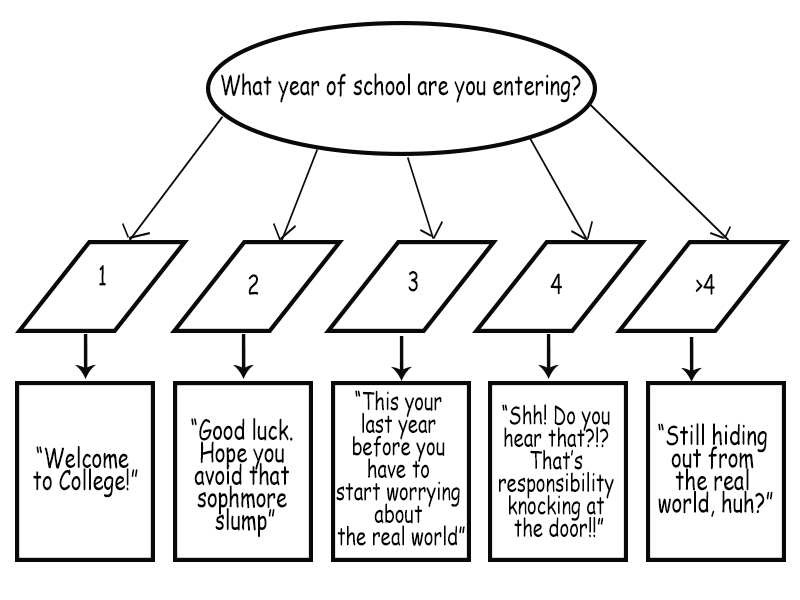 What year of school are you entering?
1
2
3
4
>4
“Welcome
to College!”
“Good luck.
Hope you
avoid that
sophmore
slump”
“This your
last year
before you
have to
start worrying
about
the real world”
“Shh! Do you
hear that?!?
That’s
responsibility
knocking at
the door!!”
“Still hiding
out from
the real
world, huh?”